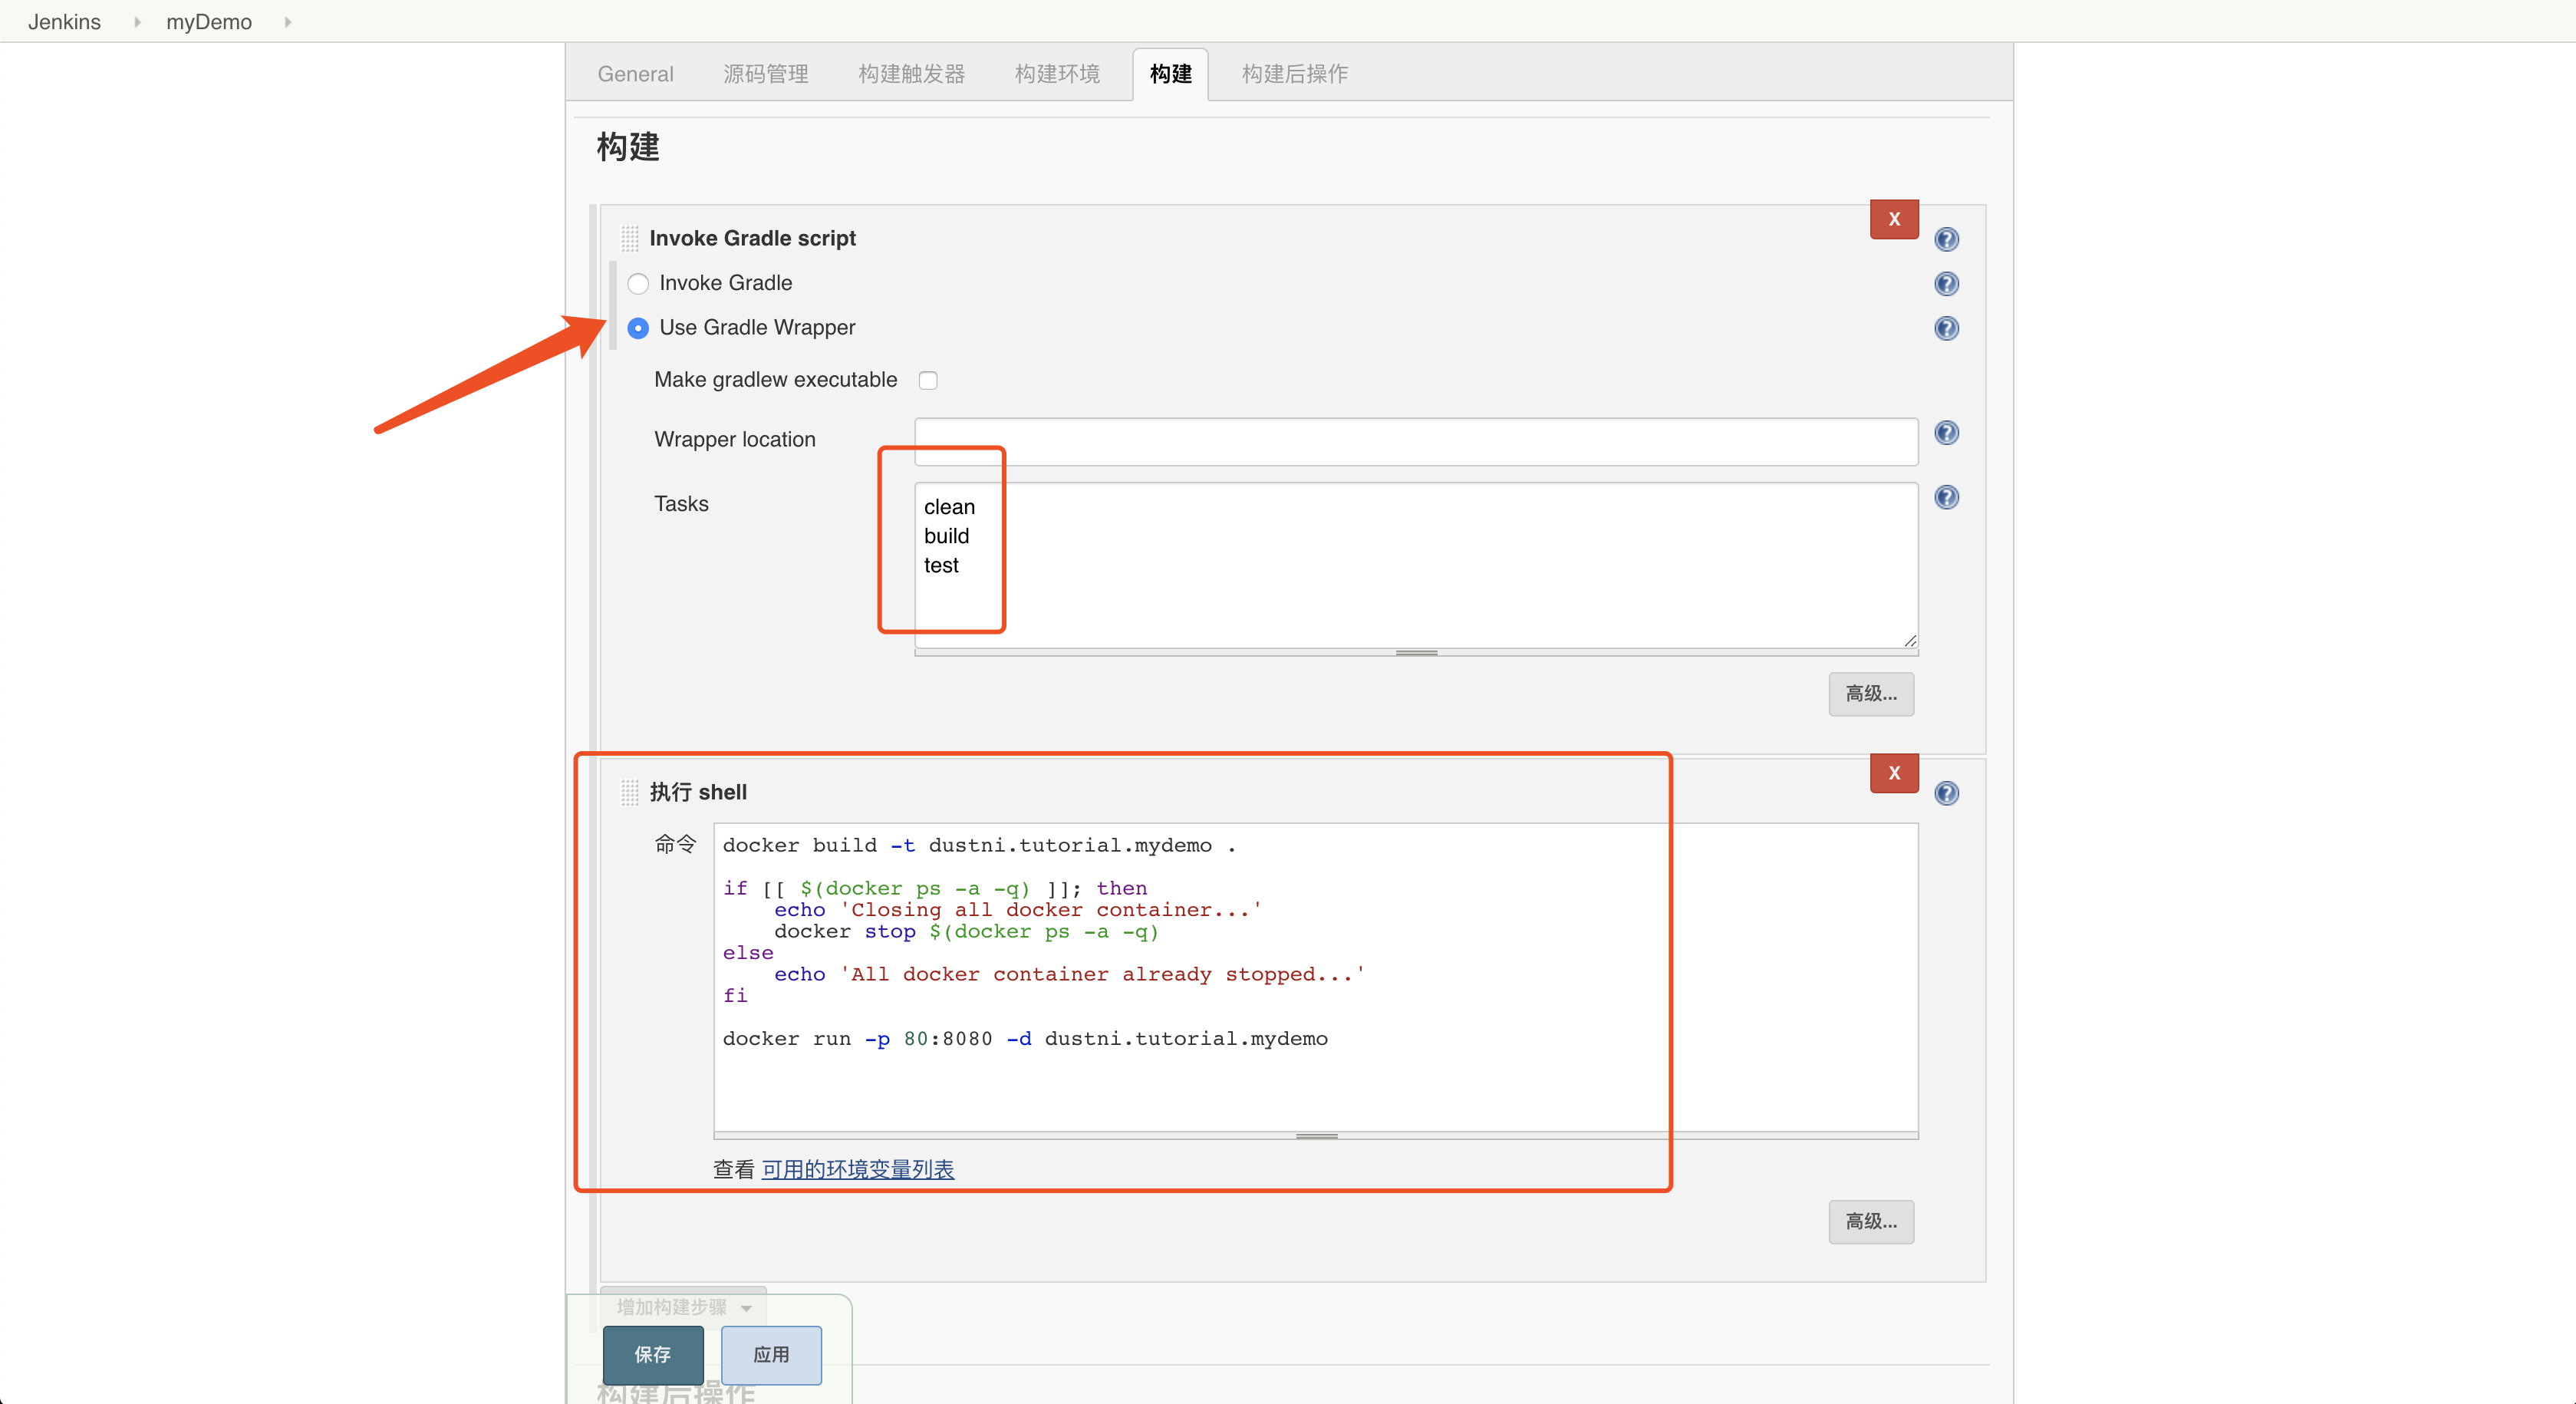 Jenkins myDemo
General 源码管理 构建触发器 构建环境 构建 构建后操作
构建
X
Invoke Gradle script
Invoke Gradle
Use Gradle Wrapper
Make gradlew executable
Wrapper location
Tasks
clean
build
test
高级...
X
执行 shell
命令
docker build -t dustni.tutorial.mydemo .
if [[ $(docker ps -a -q) ]]; then
    echo 'Closing all docker container...'
    docker stop $(docker ps -a -q)
else
    echo 'All docker container already stopped...'
fi
docker run -p 80:8080 -d dustni.tutorial.mydemo
查看 可用的环境变量列表
高级...
增加构建步骤
保存 应用
构建后操作